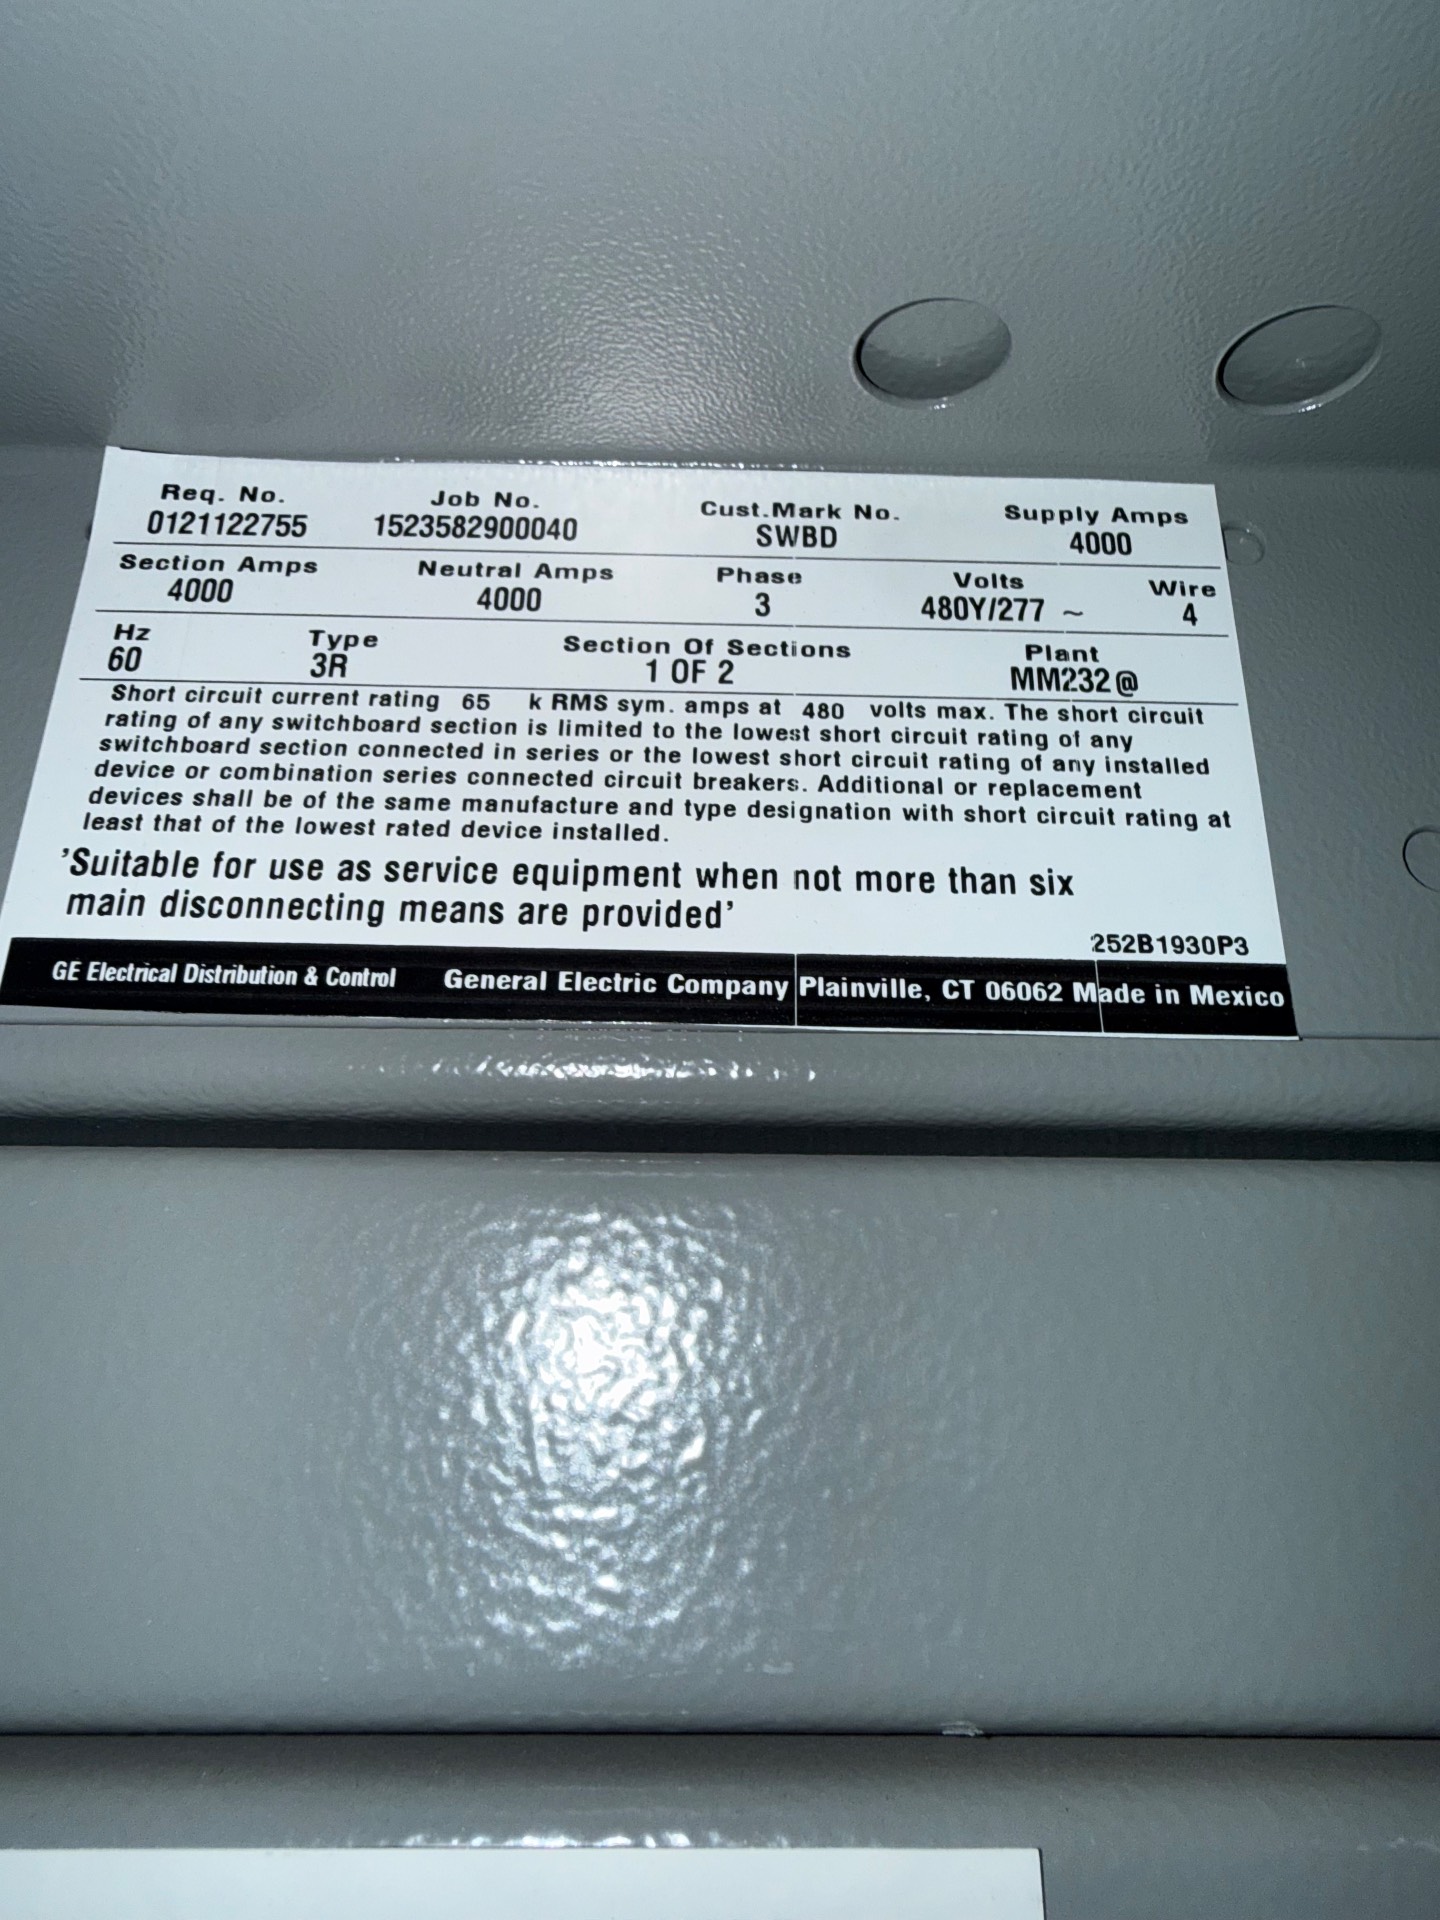 Req. No. Job No. Cust.Mark No. Supply Amps
0121122755 1523582900040 SWBD 4000
Section Amps Neutral Amps Phase Volts Wire
4000 4000 3 480Y/277 ~ 4
Hz Type Section Of Sections Plant
60 3R 1 OF 2 MM232@
Short circuit current rating 65 k RMS sym. amps at 480 volts max. The short circuit
rating of any switchboard section is limited to the lowest short circuit rating of any
switchboard section connected in series or the lowest short circuit rating of any installed
device or combination series connected circuit breakers. Additional or replacement
devices shall be of the same manufacture and type designation with short circuit rating at
least that of the lowest rated device installed.
'Suitable for use as service equipment when not more than six
main disconnecting means are provided'
252B1930P3
GE Electrical Distribution & Control General Electric Company Plainville, CT 06062 Made in Mexico